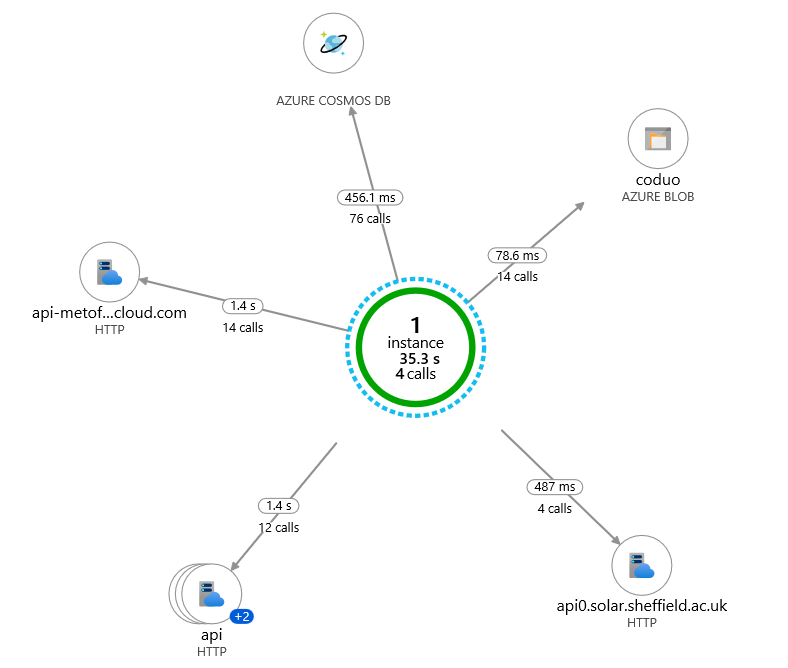 AZURE COSMOS DB
coduo
AZURE BLOB
456.1 ms
76 calls
78.6 ms
14 calls
api-metof...cloud.com
HTTP
1.4 s
14 calls
1
instance
35.3 s
4 calls
1.4 s
12 calls
487 ms
4 calls
+2
api
HTTP
api0.solar.sheffield.ac.uk
HTTP